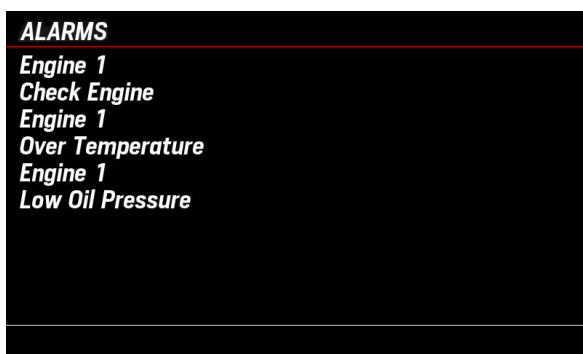 ALARMS
Engine 1
Check Engine
Engine 1
Over Temperature
Engine 1
Low Oil Pressure